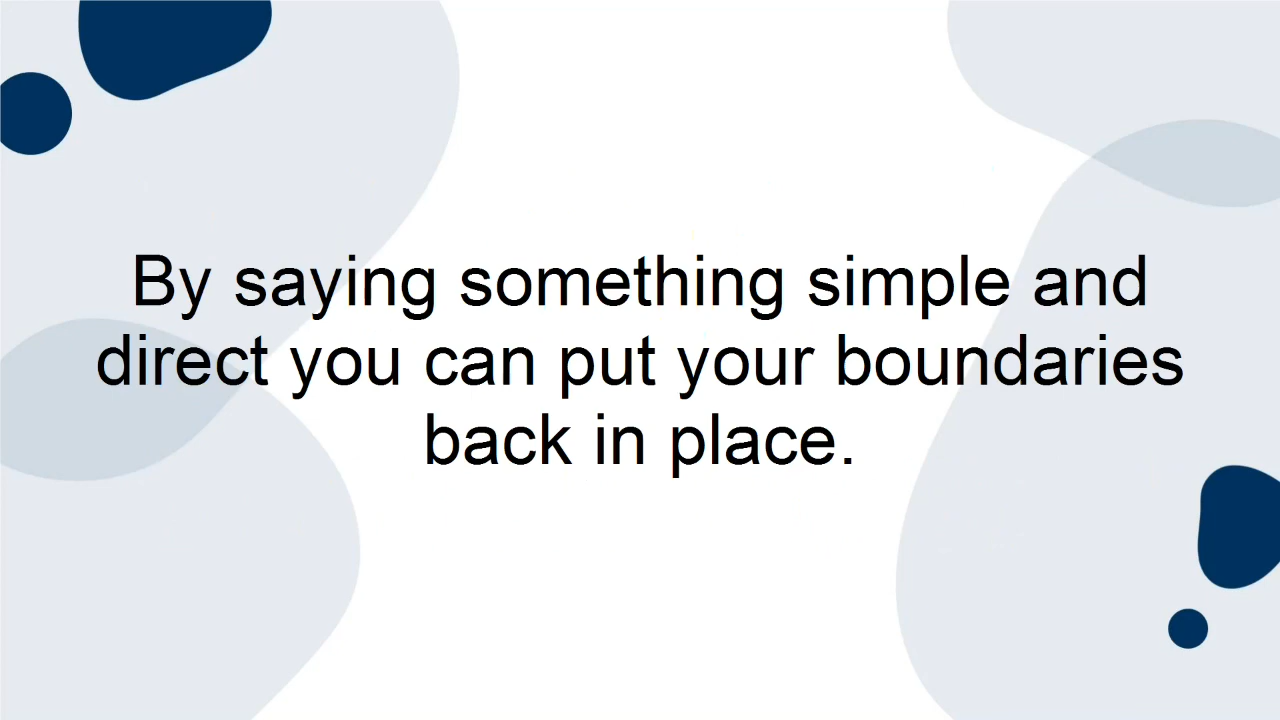 By saying something simple and
direct you can put your boundaries
back in place.